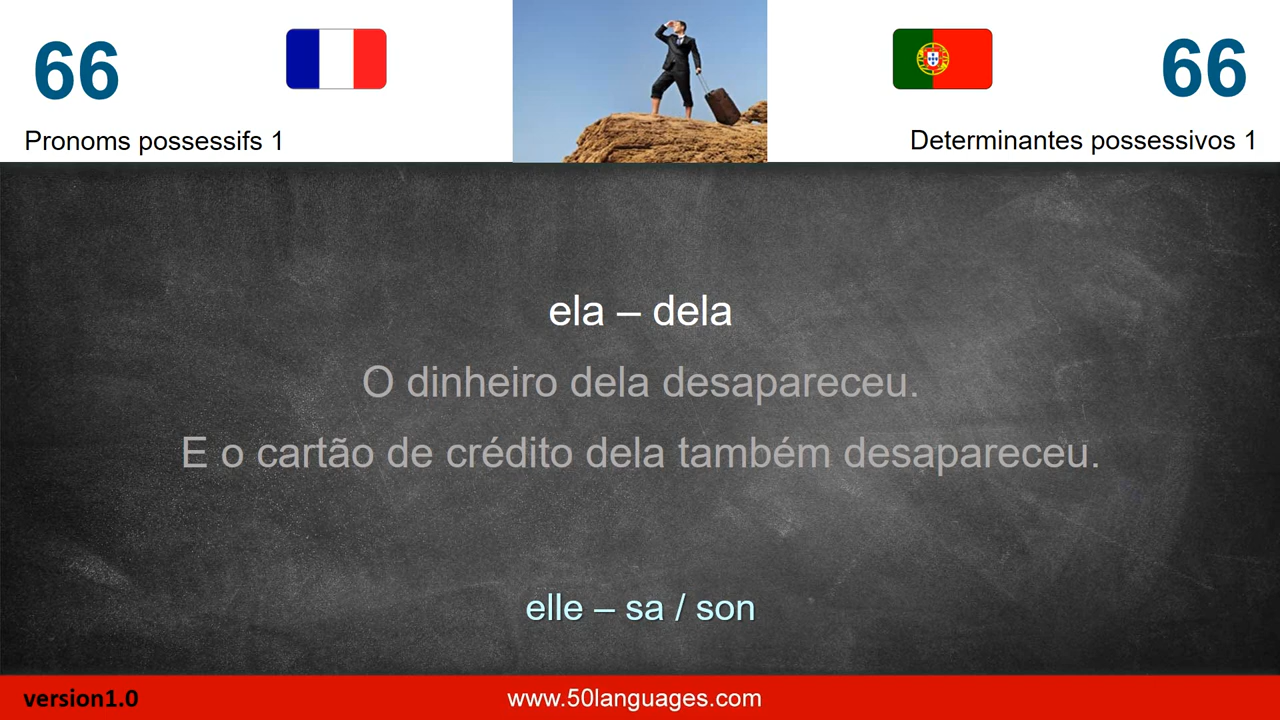 66
66
Pronoms possessifs 1
Determinantes possessivos 1
ela – dela
O dinheiro dela desapareceu.
E o cartão de crédito dela também desapareceu.
elle – sa / son
version1.0
www.50languages.com